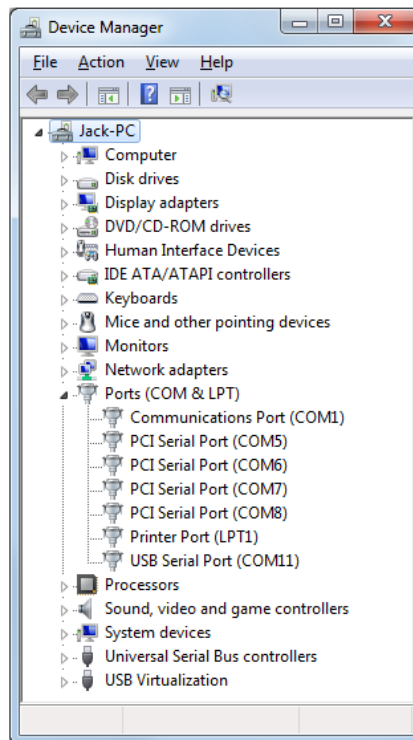 Device Manager
File Action View Help
Jack-PC
Computer
Disk drives
Display adapters
DVD/CD-ROM drives
Human Interface Devices
IDE ATA/ATAPI controllers
Keyboards
Mice and other pointing devices
Monitors
Network adapters
Ports (COM & LPT)
Communications Port (COM1)
PCI Serial Port (COM5)
PCI Serial Port (COM6)
PCI Serial Port (COM7)
PCI Serial Port (COM8)
Printer Port (LPT1)
USB Serial Port (COM11)
Processors
Sound, video and game controllers
System devices
Universal Serial Bus controllers
USB Virtualization